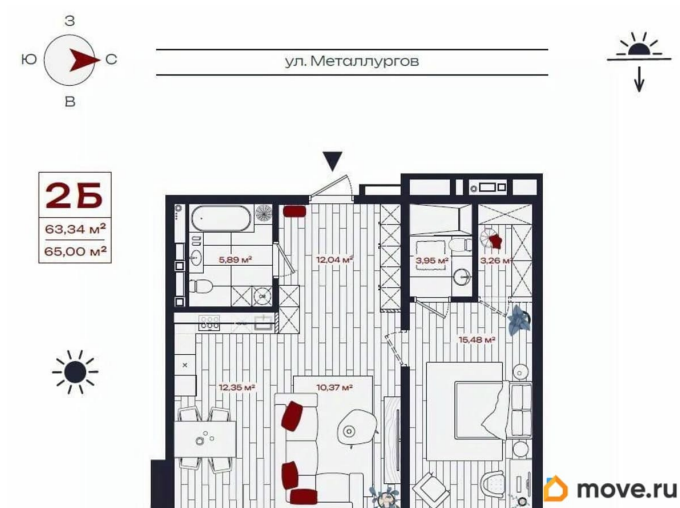 З
Ю
С
В
ул. Металлургов
2Б
63,34 м²
65,00 м²
5,89 м²
12,04 м²
3,95 м²
3,26 м²
15,48 м²
12,35 м²
10,37 м²
move.ru